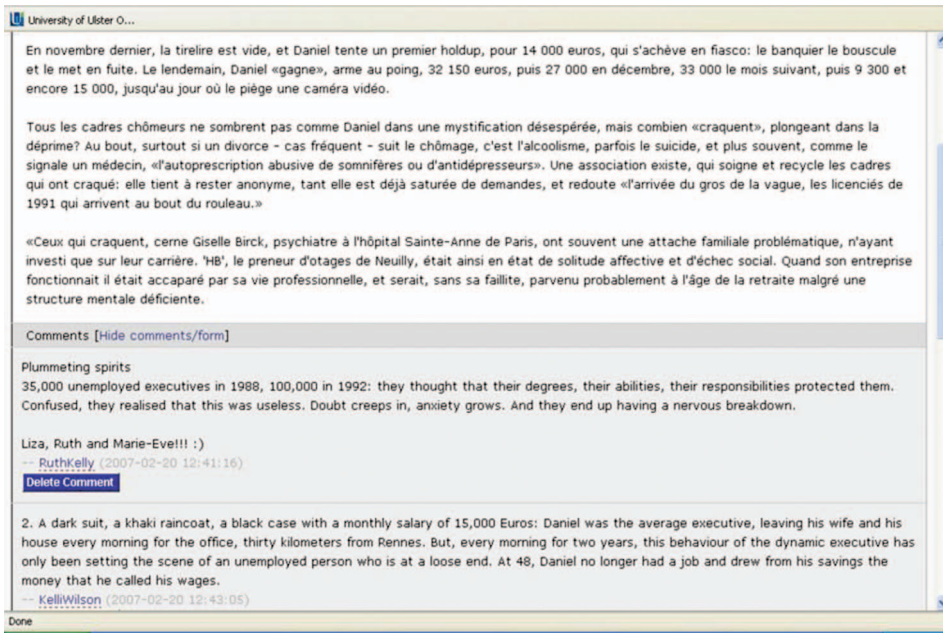 University of Ulster O...
En novembre dernier, la tirelire est vide, et Daniel tente un premier holdup, pour 14 000 euros, qui s'achève en fiasco: le banquier le bouscule
et le met en fuite. Le lendemain, Daniel «gagne», arme au poing, 32 150 euros, puis 27 000 en décembre, 33 000 le mois suivant, puis 9 300 et
encore 15 000, jusqu'au jour où le piège une caméra vidéo.
Tous les cadres chômeurs ne sombrent pas comme Daniel dans une mystification désespérée, mais combien «craquent», plongeant dans la
déprime? Au bout, surtout si un divorce - cas fréquent - suit le chômage, c'est l'alcoolisme, parfois le suicide, et plus souvent, comme le
signale un médecin, «l'autoprescription abusive de somnifères ou d'antidépresseurs». Une association existe, qui soigne et recycle les cadres
qui ont craqué: elle tient à rester anonyme, tant elle est déjà saturée de demandes, et redoute «l'arrivée du gros de la vague, les licenciés de
1991 qui arrivent au bout du rouleau.»
«Ceux qui craquent, cerne Giselle Birck, psychiatre à l'hôpital Sainte-Anne de Paris, ont souvent une attache familiale problématique, n'ayant
investi que sur leur carrière. 'HB', le preneur d'otages de Neuilly, était ainsi en état de solitude affective et d'échec social. Quand son entreprise
fonctionnait il était accaparé par sa vie professionnelle, et serait, sans sa faillite, parvenu probablement à l'âge de la retraite malgré une
structure mentale déficiente.
Comments [Hide comments/form]
Plummeting spirits
35,000 unemployed executives in 1988, 100,000 in 1992: they thought that their degrees, their abilities, their responsibilities protected them.
Confused, they realised that this was useless. Doubt creeps in, anxiety grows. And they end up having a nervous breakdown.
Liza, Ruth and Marie-Eve!!! :)
-- RuthKelly (2007-02-20 12:41:16)
Delete Comment
2. A dark suit, a khaki raincoat, a black case with a monthly salary of 15,000 Euros: Daniel was the average executive, leaving his wife and his
house every morning for the office, thirty kilometers from Rennes. But, every morning for two years, this behaviour of the dynamic executive has
only been setting the scene of an unemployed person who is at a loose end. At 48, Daniel no longer had a job and drew from his savings the
money that he called his wages.
-- KelliWilson (2007-02-20 12:43:05)
Done